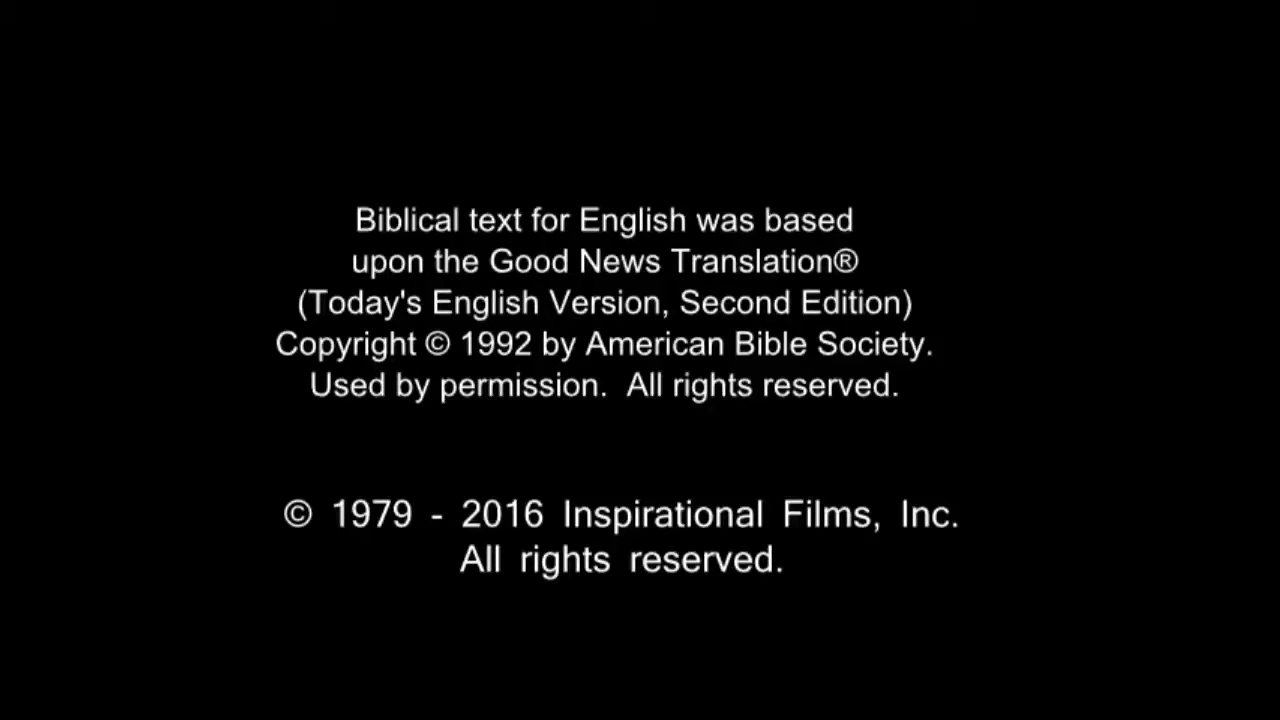 Biblical text for English was based
upon the Good News Translation®
(Today's English Version, Second Edition)
Copyright © 1992 by American Bible Society.
Used by permission.  All rights reserved.
© 1979 - 2016 Inspirational Films, Inc.
All rights reserved.